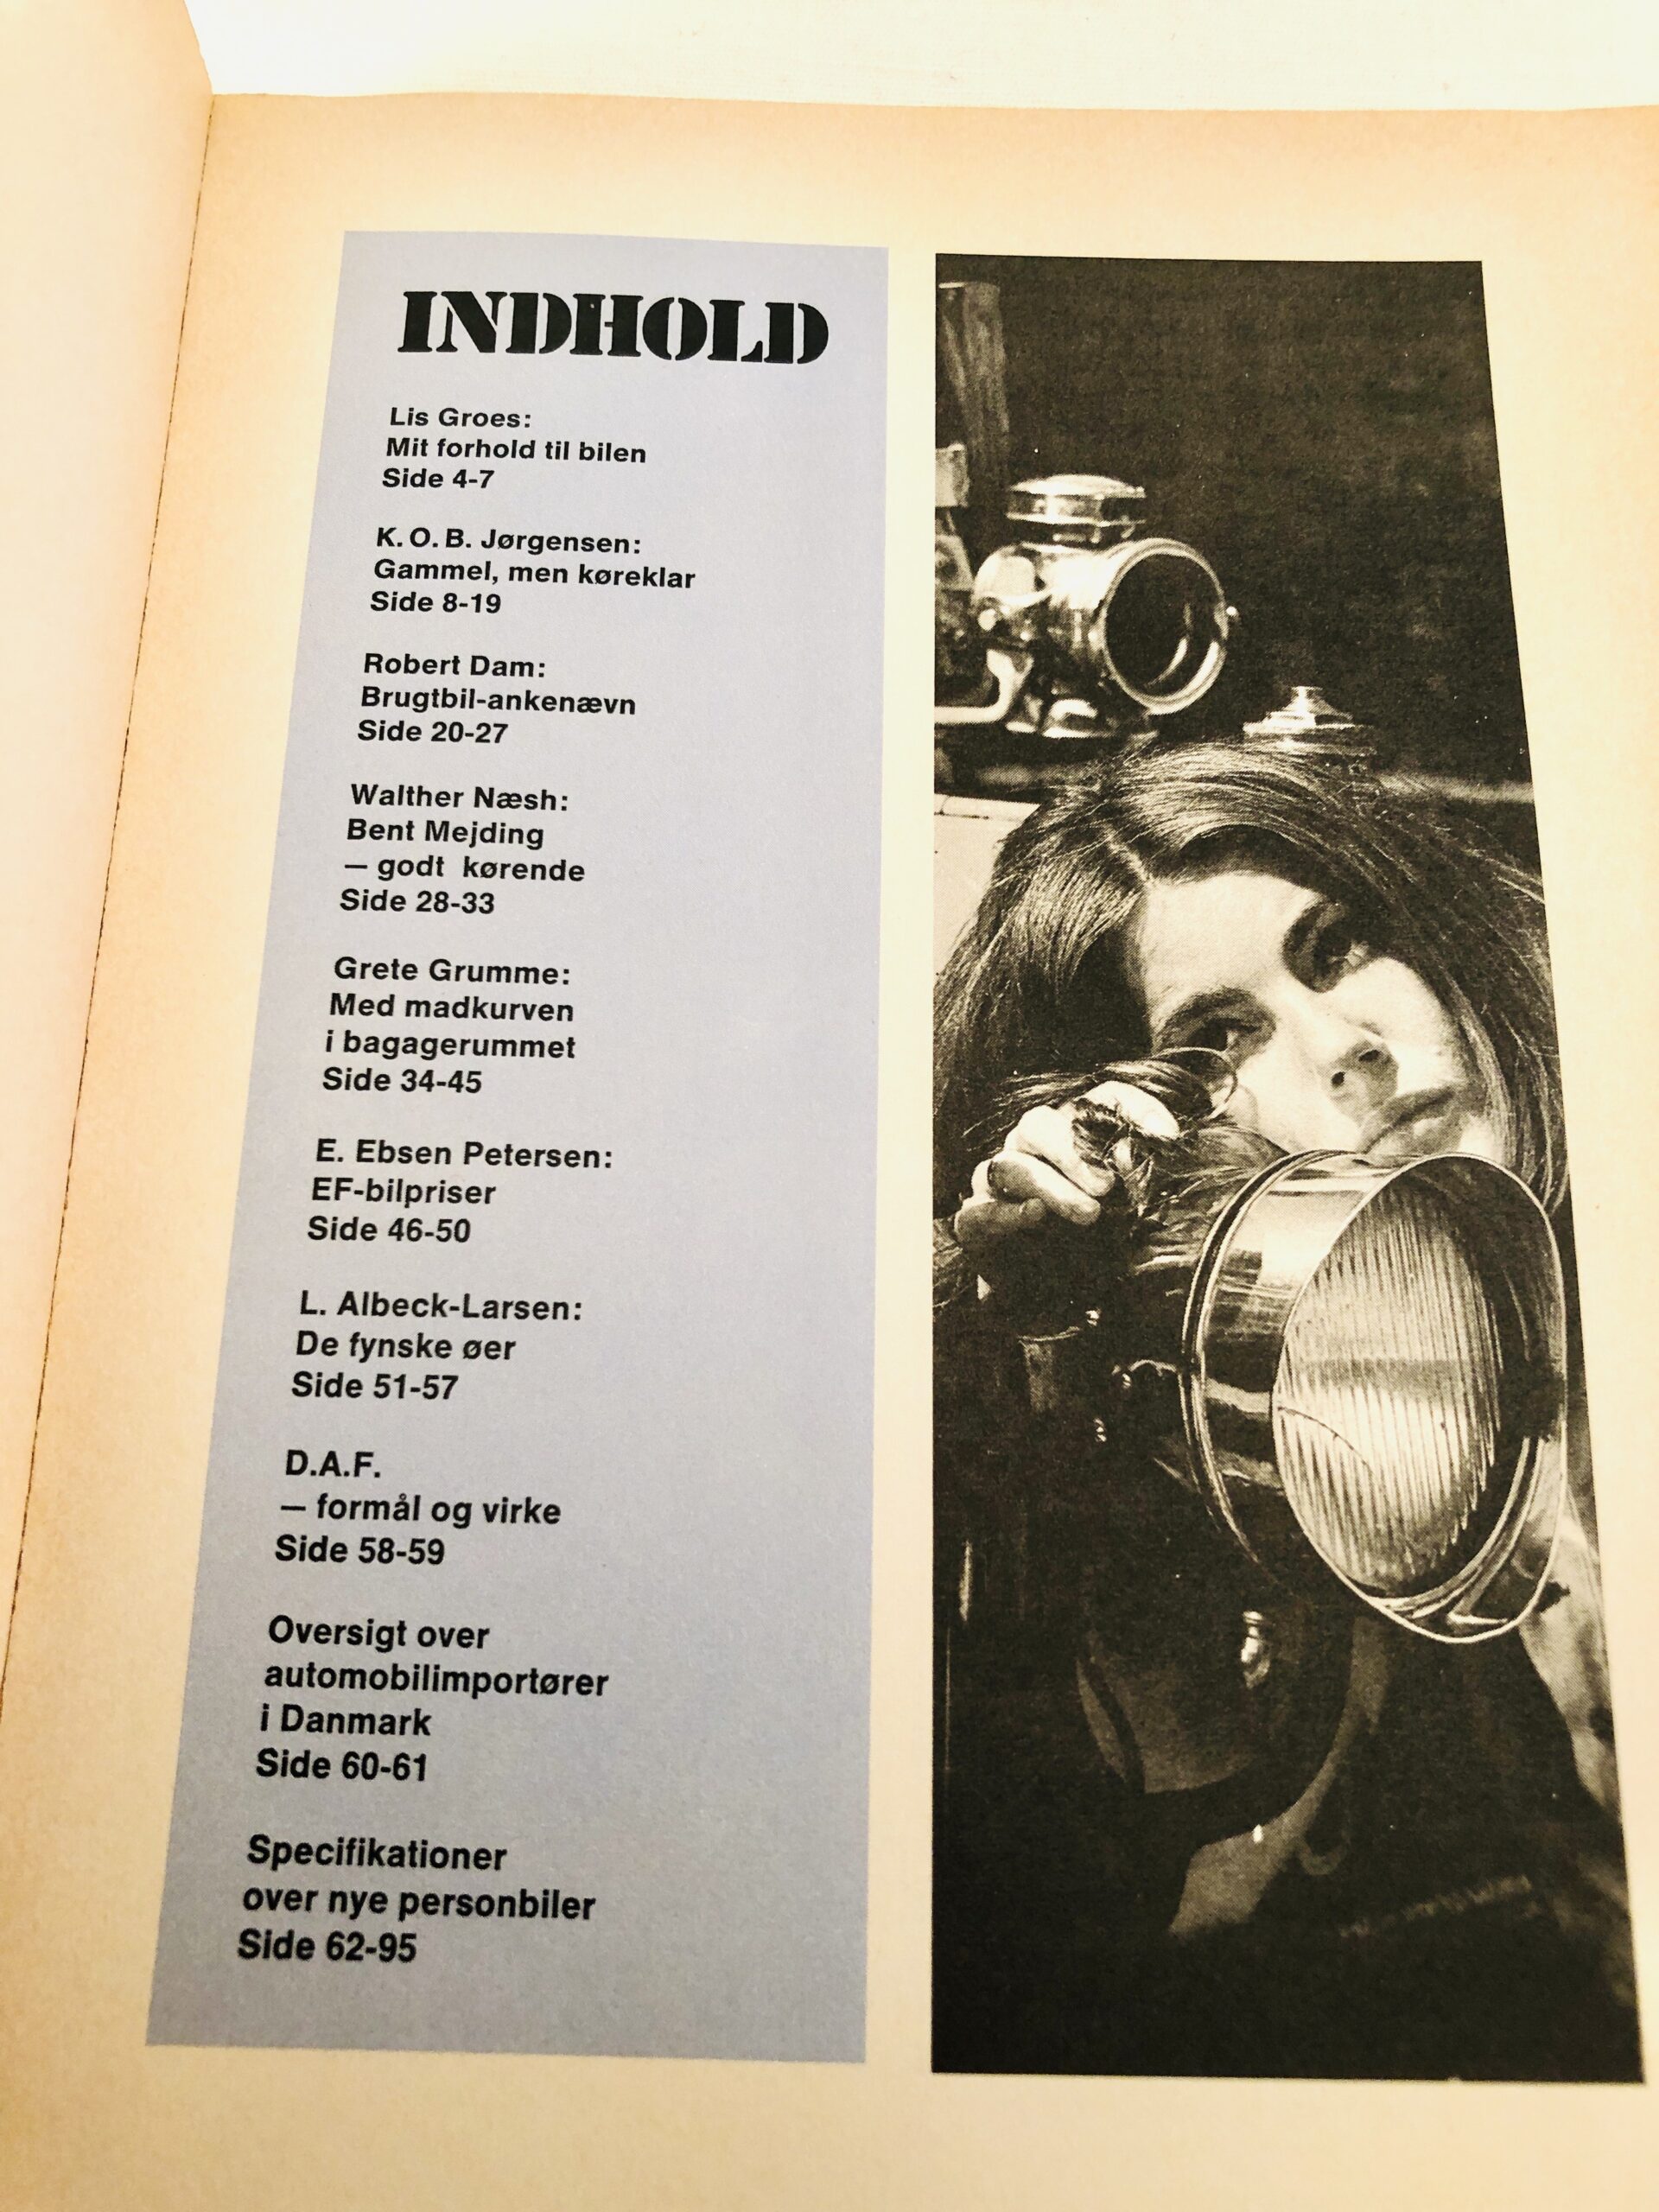 INDHOLD
Lis Groes:
Mit forhold til bilen
Side 4-7
K. O. B. Jørgensen:
Gammel, men køreklar
Side 8-19
Robert Dam:
Brugtbil-ankenævn
Side 20-27
Walther Næsh:
Bent Mejding
— godt kørende
Side 28-33
Grete Grumme:
Med madkurven
i bagagerummet
Side 34-45
E. Ebsen Petersen:
EF-bilpriser
Side 46-50
L. Albeck-Larsen:
De fynske øer
Side 51-57
D.A.F.
— formål og virke
Side 58-59
Oversigt over
automobilimportører
i Danmark
Side 60-61
Specifikationer
over nye personbiler
Side 62-95